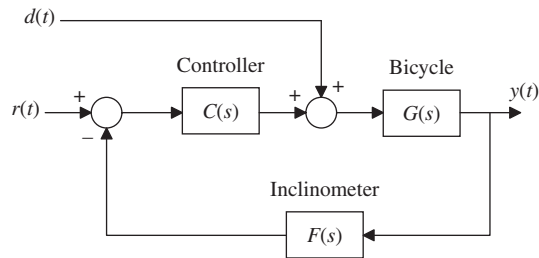 d(t)
Controller
Bicycle
r(t)
+
−
C(s)
+
+
G(s)
y(t)
Inclinometer
F(s)